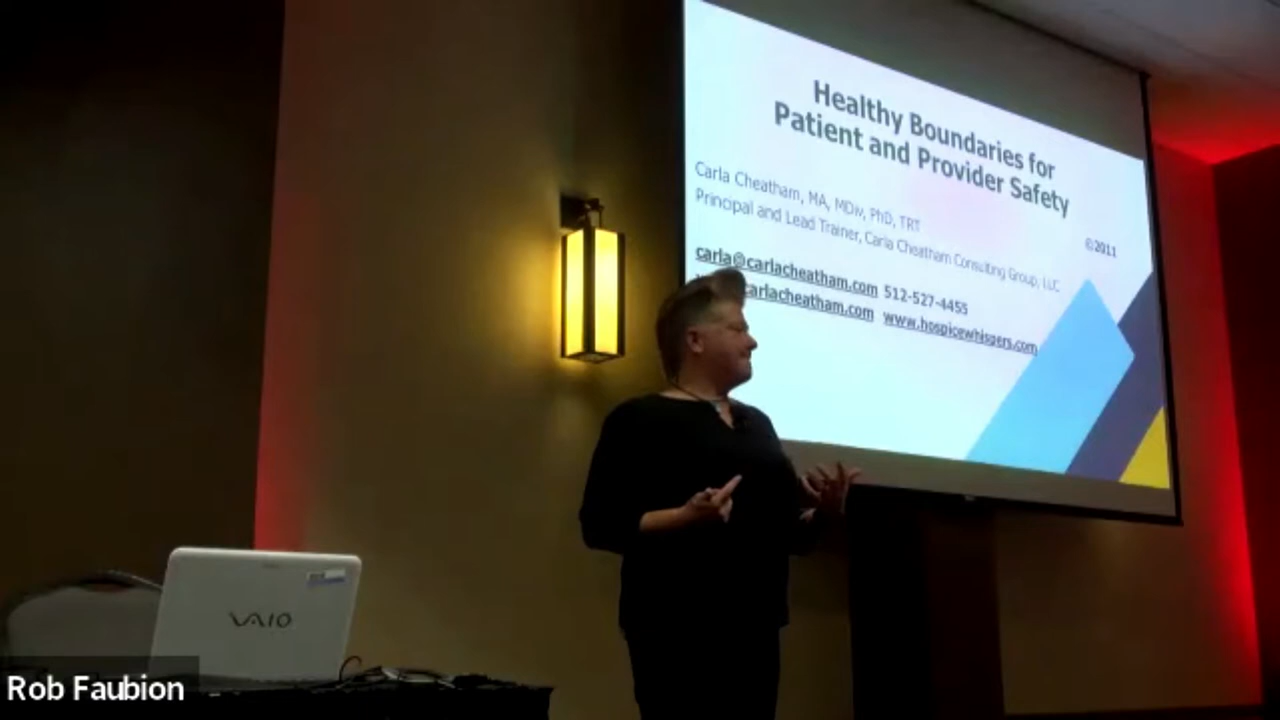 Healthy Boundaries for
Patient and Provider Safety
Carla Cheatham, MA, MDiv, PhD, TRT
Principal and Lead Trainer, Carla Cheatham Consulting Group, LLC
©2011
carla@carlacheatham.com 512-527-4455
carlacheatham.com www.hospicewhispers.com
VAIO
Rob Faubion